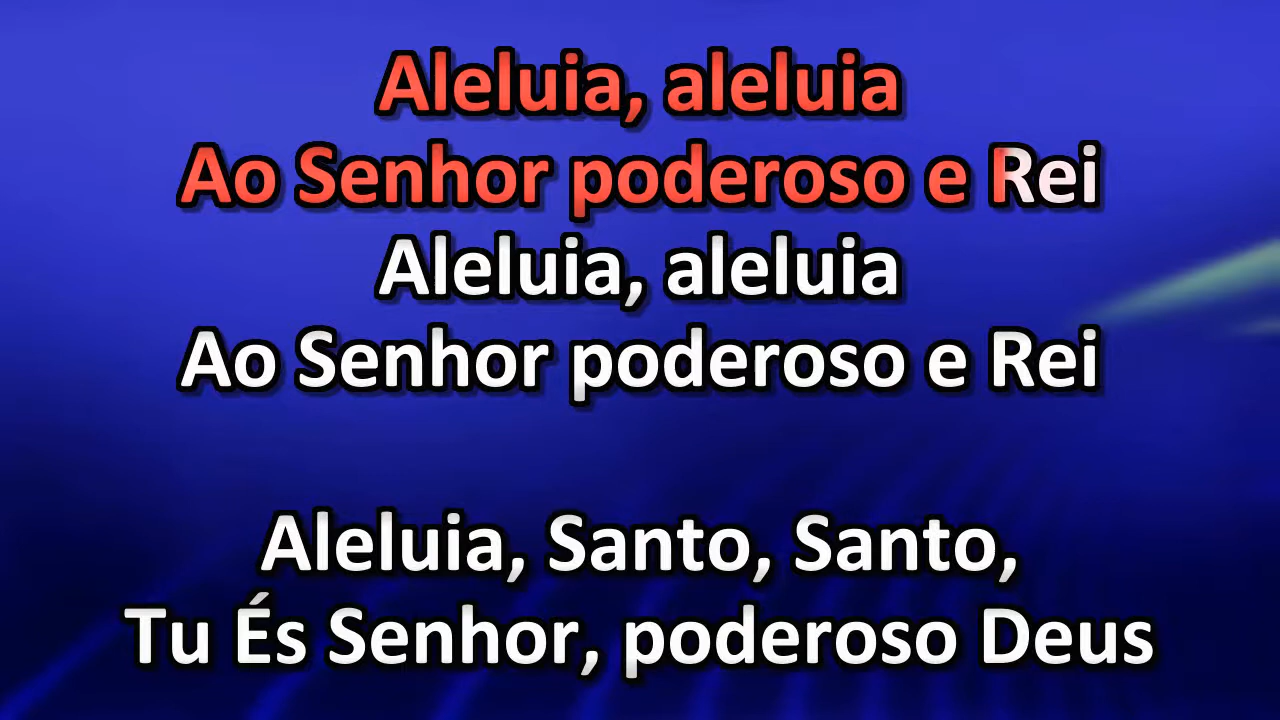 Aleluia, aleluia
Ao Senhor poderoso e Rei
Aleluia, aleluia
Ao Senhor poderoso e Rei
Aleluia, Santo, Santo,
Tu És Senhor, poderoso Deus